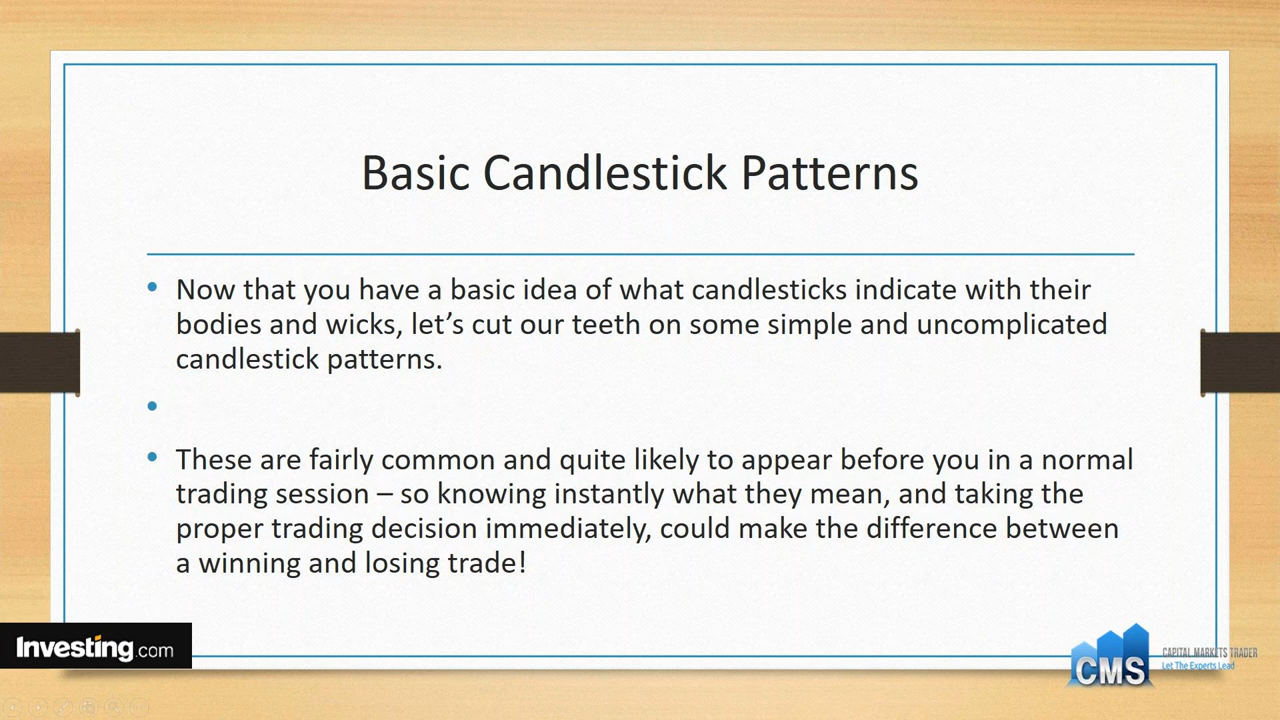 Basic Candlestick Patterns
• Now that you have a basic idea of what candlesticks indicate with their
bodies and wicks, let’s cut our teeth on some simple and uncomplicated
candlestick patterns.
•
• These are fairly common and quite likely to appear before you in a normal
trading session – so knowing instantly what they mean, and taking the
proper trading decision immediately, could make the difference between
a winning and losing trade!
Investing.com
CMS
CAPITAL MARKETS TRADER
Let The Experts Lead